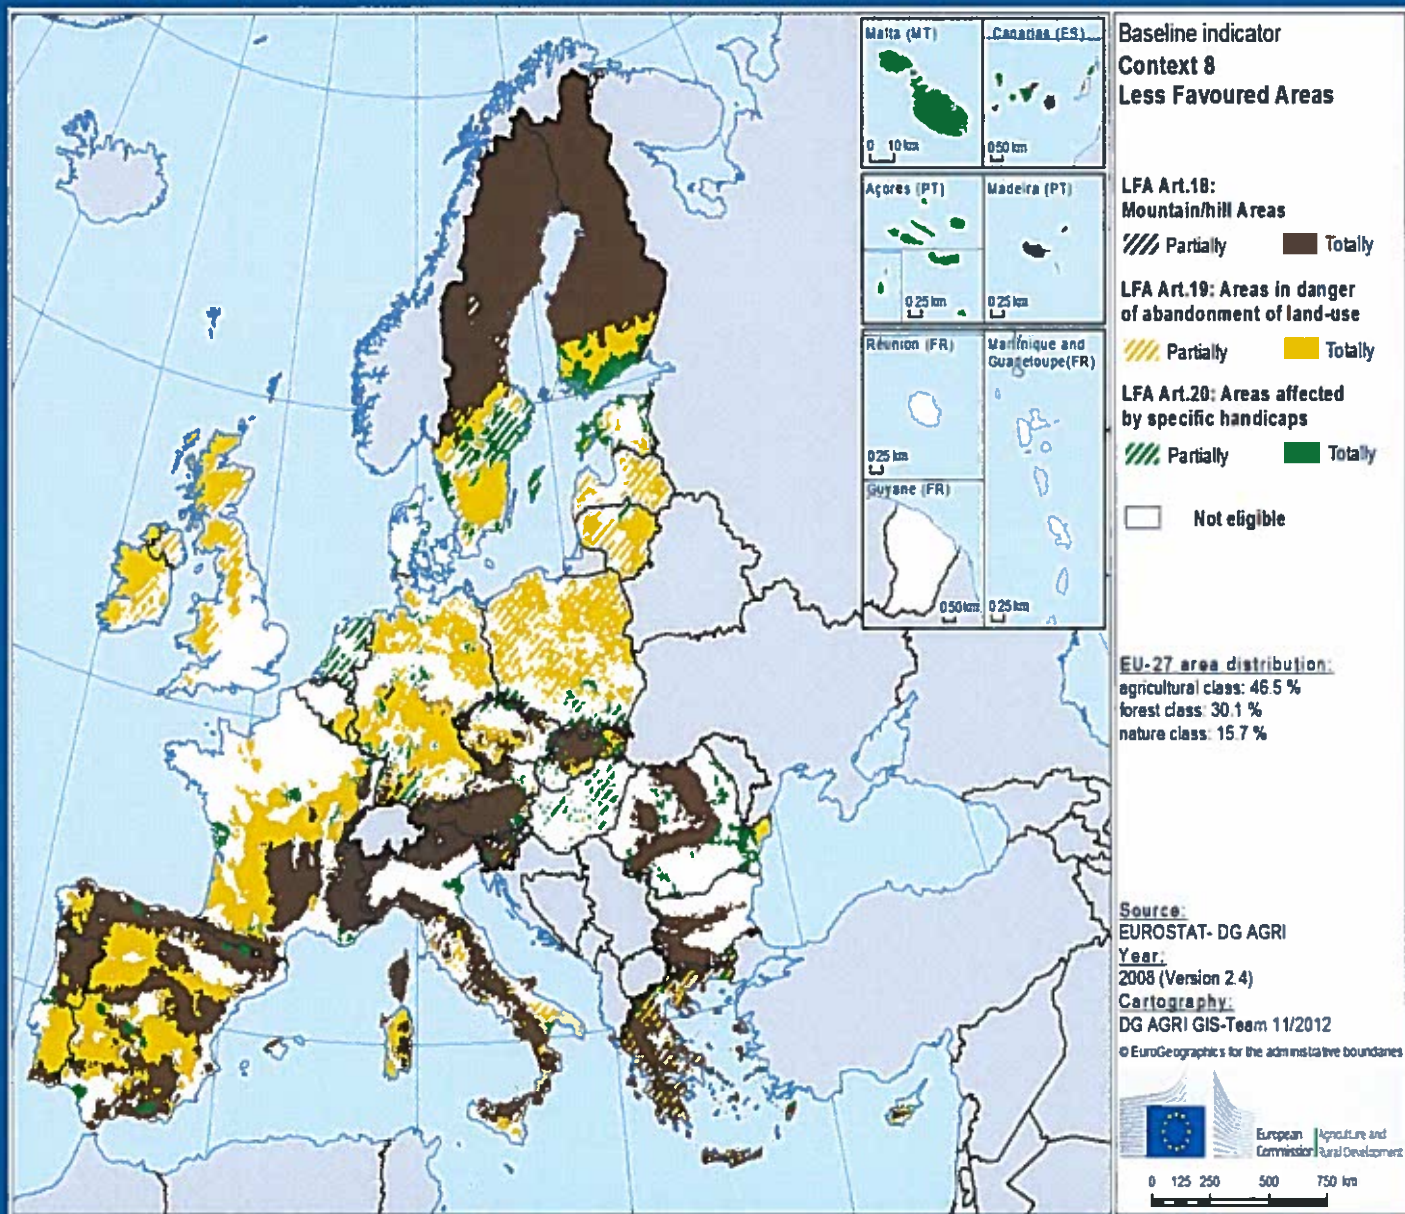 Malta (MT)
0 10 km
Canarias (ES)
0 50 km
Açores (PT)
0 25 km
Madeira (PT)
0 25 km
Réunion (FR)
0 25 km
Martinique and
Guadeloupe(FR)
0 25 km
Guyane (FR)
0 50 km
Baseline indicator
Context 8
Less Favoured Areas
LFA Art.18:
Mountain/hill Areas
Partially Totally
LFA Art.19: Areas in danger
of abandonment of land-use
Partially Totally
LFA Art.20: Areas affected
by specific handicaps
Partially Totally
Not eligible
EU-27 area distribution:
agricultural class: 46.5 %
forest class: 30.1 %
nature class: 15.7 %
Source:
EUROSTAT- DG AGRI
Year:
2008 (Version 2.4)
Cartography:
DG AGRI GIS-Team 11/2012
© EuroGeographics for the administative boundaries
European
Commission
Agriculture and
Rural Development
0 125 250 500 750 km